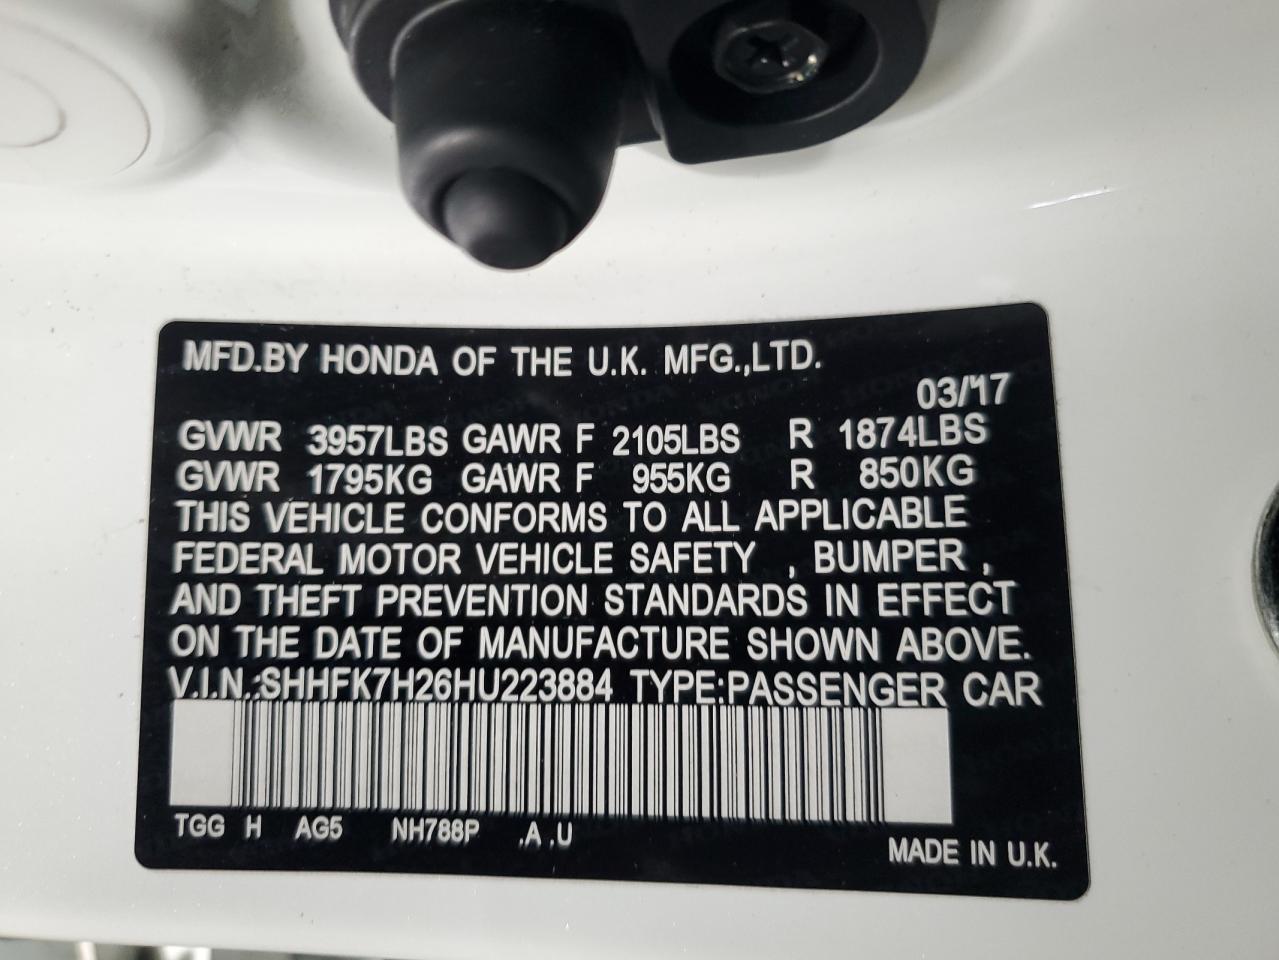 MFD.BY HONDA OF THE U.K. MFG.,LTD.
03/17
GVWR 3957LBS GAWR F 2105LBS R 1874LBS
GVWR 1795KG GAWR F 955KG R 850KG
THIS VEHICLE CONFORMS TO ALL APPLICABLE
FEDERAL MOTOR VEHICLE SAFETY , BUMPER ,
AND THEFT PREVENTION STANDARDS IN EFFECT
ON THE DATE OF MANUFACTURE SHOWN ABOVE.
V.I.N.:SHHFK7H26HU223884 TYPE:PASSENGER CAR
TGG H AG5 NH788P .A .U
MADE IN U.K.